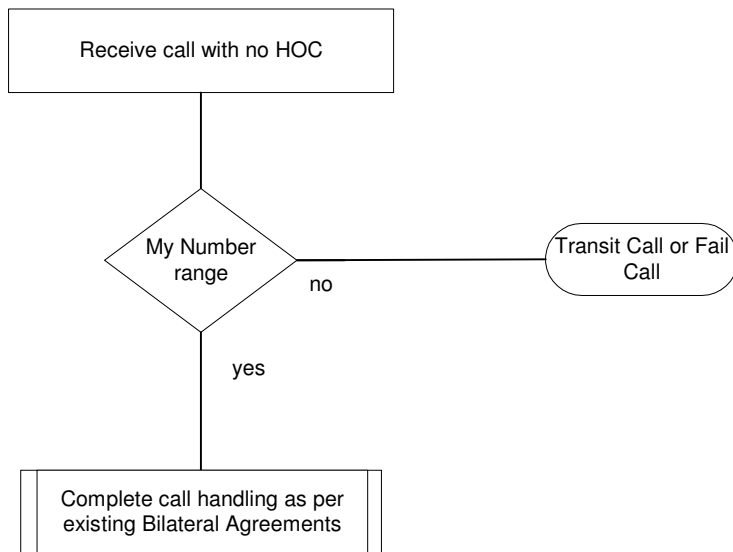 Receive call with no HOC
My Number
range
Transit Call or Fail
Call
no
yes
Complete call handling as per
existing Bilateral Agreements